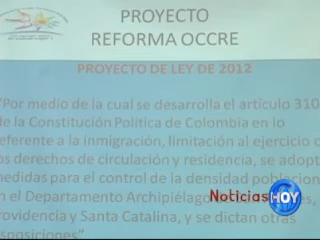 PROYECTO
REFORMA OCCRE
PROYECTO DE LEY DE 2012
"Por medio de la cual se desarrolla el artículo 310
de la Constitución Política de Colombia en lo
referente a la inmigración, limitación al ejercicio d
os derechos de circulación y residencia, se adopt
medidas para el control de la densidad poblacion
en el Departamento Archipiélago
es,
Providencia y Santa Catalina, y se dictan otras
disposiciones"
Noticias HOY